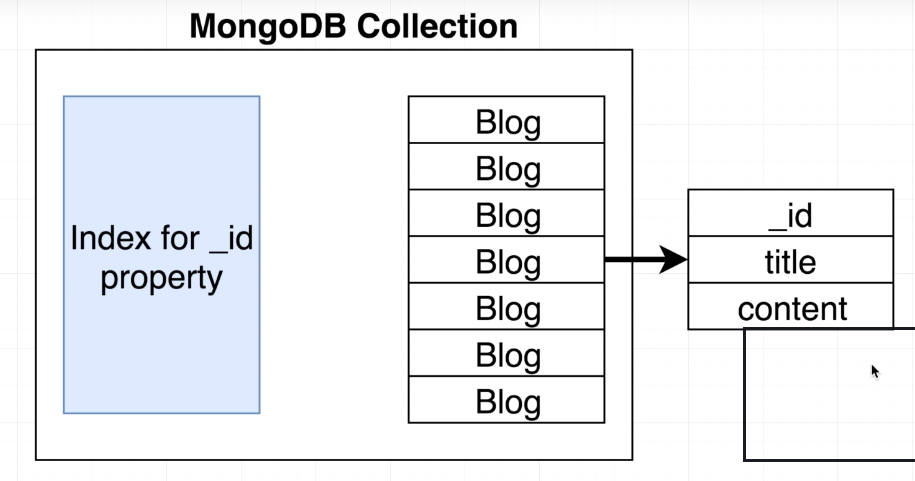 MongoDB Collection
Index for _id
property
Blog
Blog
Blog
Blog
Blog
Blog
Blog
_id
title
content